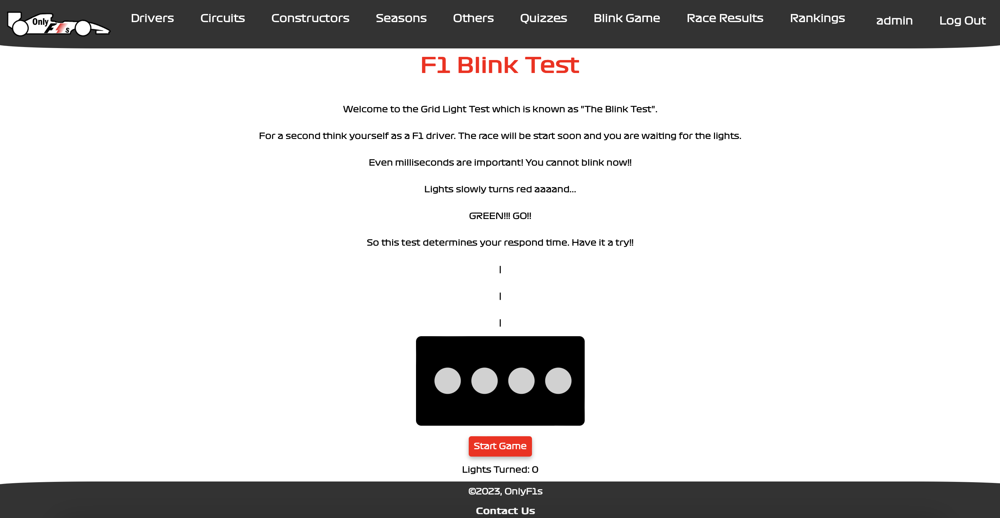 Only F1s
Drivers Circuits Constructors Seasons Others Quizzes Blink Game Race Results Rankings admin Log Out
F1 Blink Test
Welcome to the Grid Light Test which is known as "The Blink Test".
For a second think yourself as a F1 driver. The race will be start soon and you are waiting for the lights.
Even milliseconds are important! You cannot blink now!!
Lights slowly turns red aaaand...
GREEN!!! GO!!
So this test determines your respond time. Have it a try!!
|
|
|
Start Game
Lights Turned: 0
©2023, OnlyF1s
Contact Us